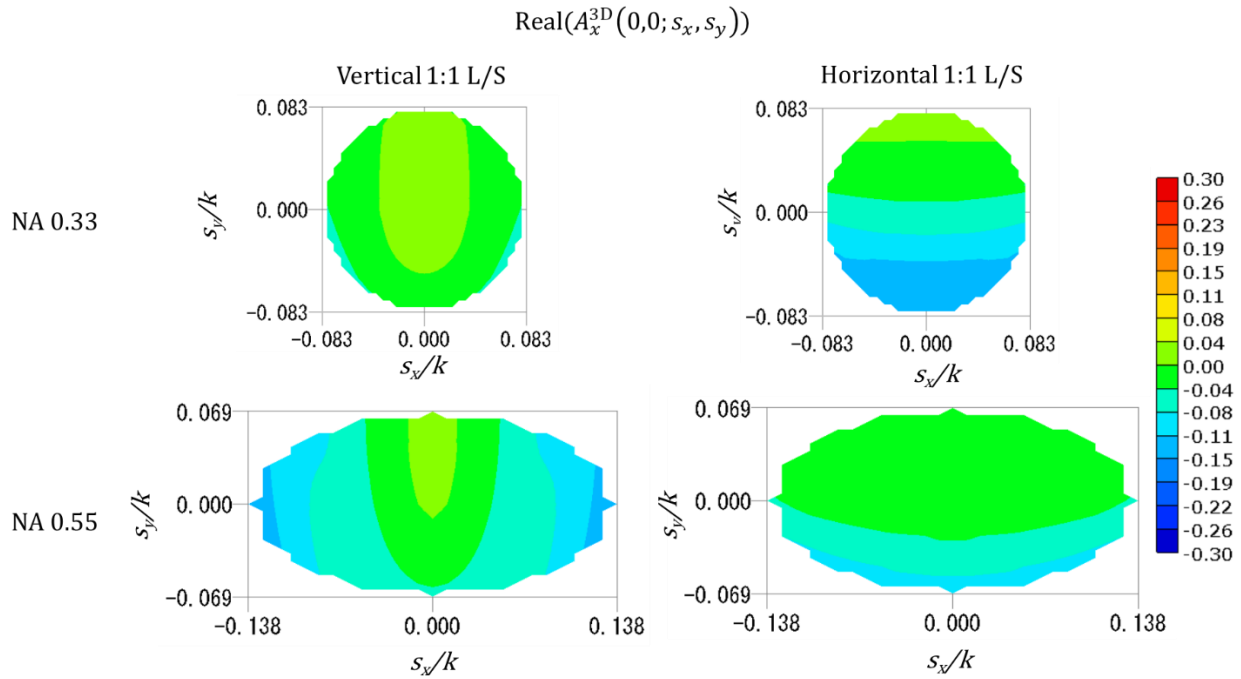 Real(A_x^3D(0,0; s_x, s_y))
Vertical 1:1 L/S
Horizontal 1:1 L/S
NA 0.33
0.083
0.000
-0.083
s_y/k
-0.083 0.000 0.083
s_x/k
0.083
0.000
-0.083
s_y/k
-0.083 0.000 0.083
s_x/k
NA 0.55
0.069
0.000
-0.069
s_y/k
-0.138 0.000 0.138
s_x/k
0.069
0.000
-0.069
s_y/k
-0.138 0.000 0.138
s_x/k
0.30
0.26
0.23
0.19
0.15
0.11
0.08
0.04
0.00
-0.04
-0.08
-0.11
-0.15
-0.19
-0.22
-0.26
-0.30